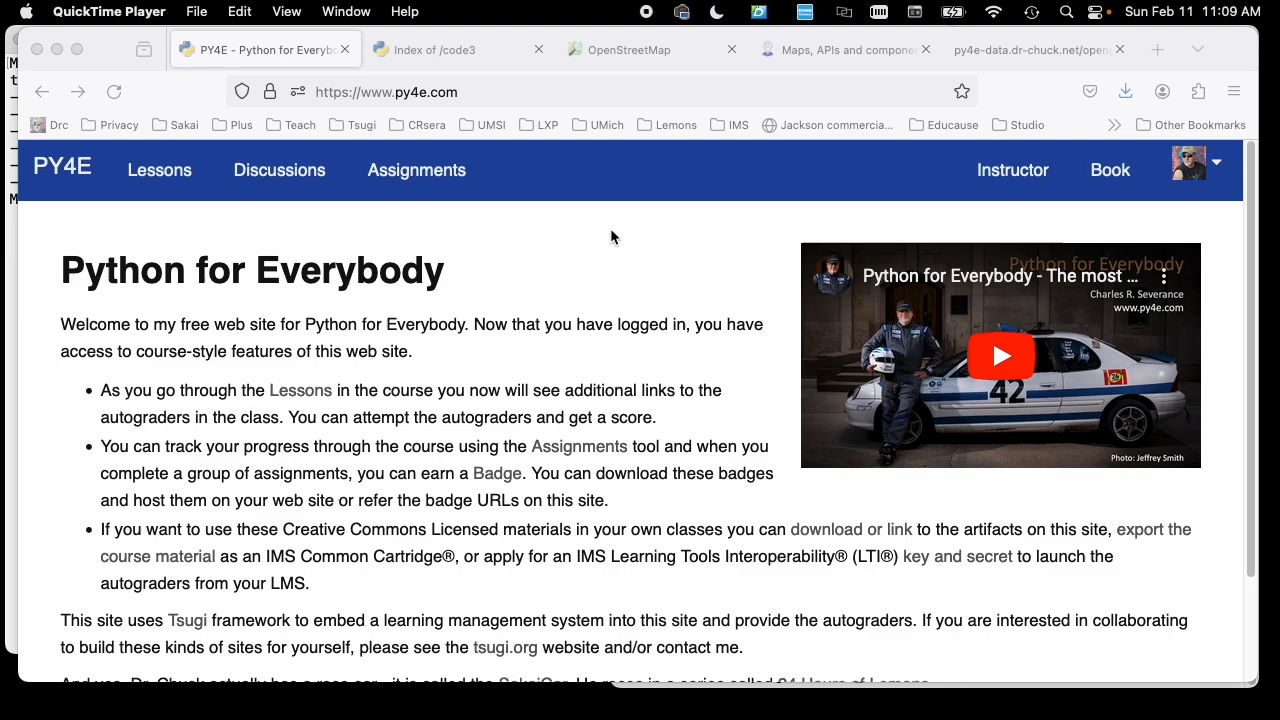 QuickTime Player File Edit View Window Help Sun Feb 11 11:09 AM
PY4E - Python for Everybo Index of /code3 OpenStreetMap Maps, APIs and componen py4e-data.dr-chuck.net/open
https://www.py4e.com
Drc Privacy Sakai Plus Teach Tsugi CRsera UMSI LXP UMich Lemons IMS Jackson commercia... Educause Studio Other Bookmarks
PY4E Lessons Discussions Assignments Instructor Book
Python for Everybody
Welcome to my free web site for Python for Everybody. Now that you have logged in, you have
access to course-style features of this web site.
• As you go through the Lessons in the course you now will see additional links to the
autograders in the class. You can attempt the autograders and get a score.
• You can track your progress through the course using the Assignments tool and when you
complete a group of assignments, you can earn a Badge. You can download these badges
and host them on your web site or refer the badge URLs on this site.
Python for Everybody
Python for Everybody - The most ...
Charles R. Severance
www.py4e.com
42
Photo: Jeffrey Smith
• If you want to use these Creative Commons Licensed materials in your own classes you can download or link to the artifacts on this site, export the
course material as an IMS Common Cartridge®, or apply for an IMS Learning Tools Interoperability® (LTI®) key and secret to launch the
autograders from your LMS.
This site uses Tsugi framework to embed a learning management system into this site and provide the autograders. If you are interested in collaborating
to build these kinds of sites for yourself, please see the tsugi.org website and/or contact me.